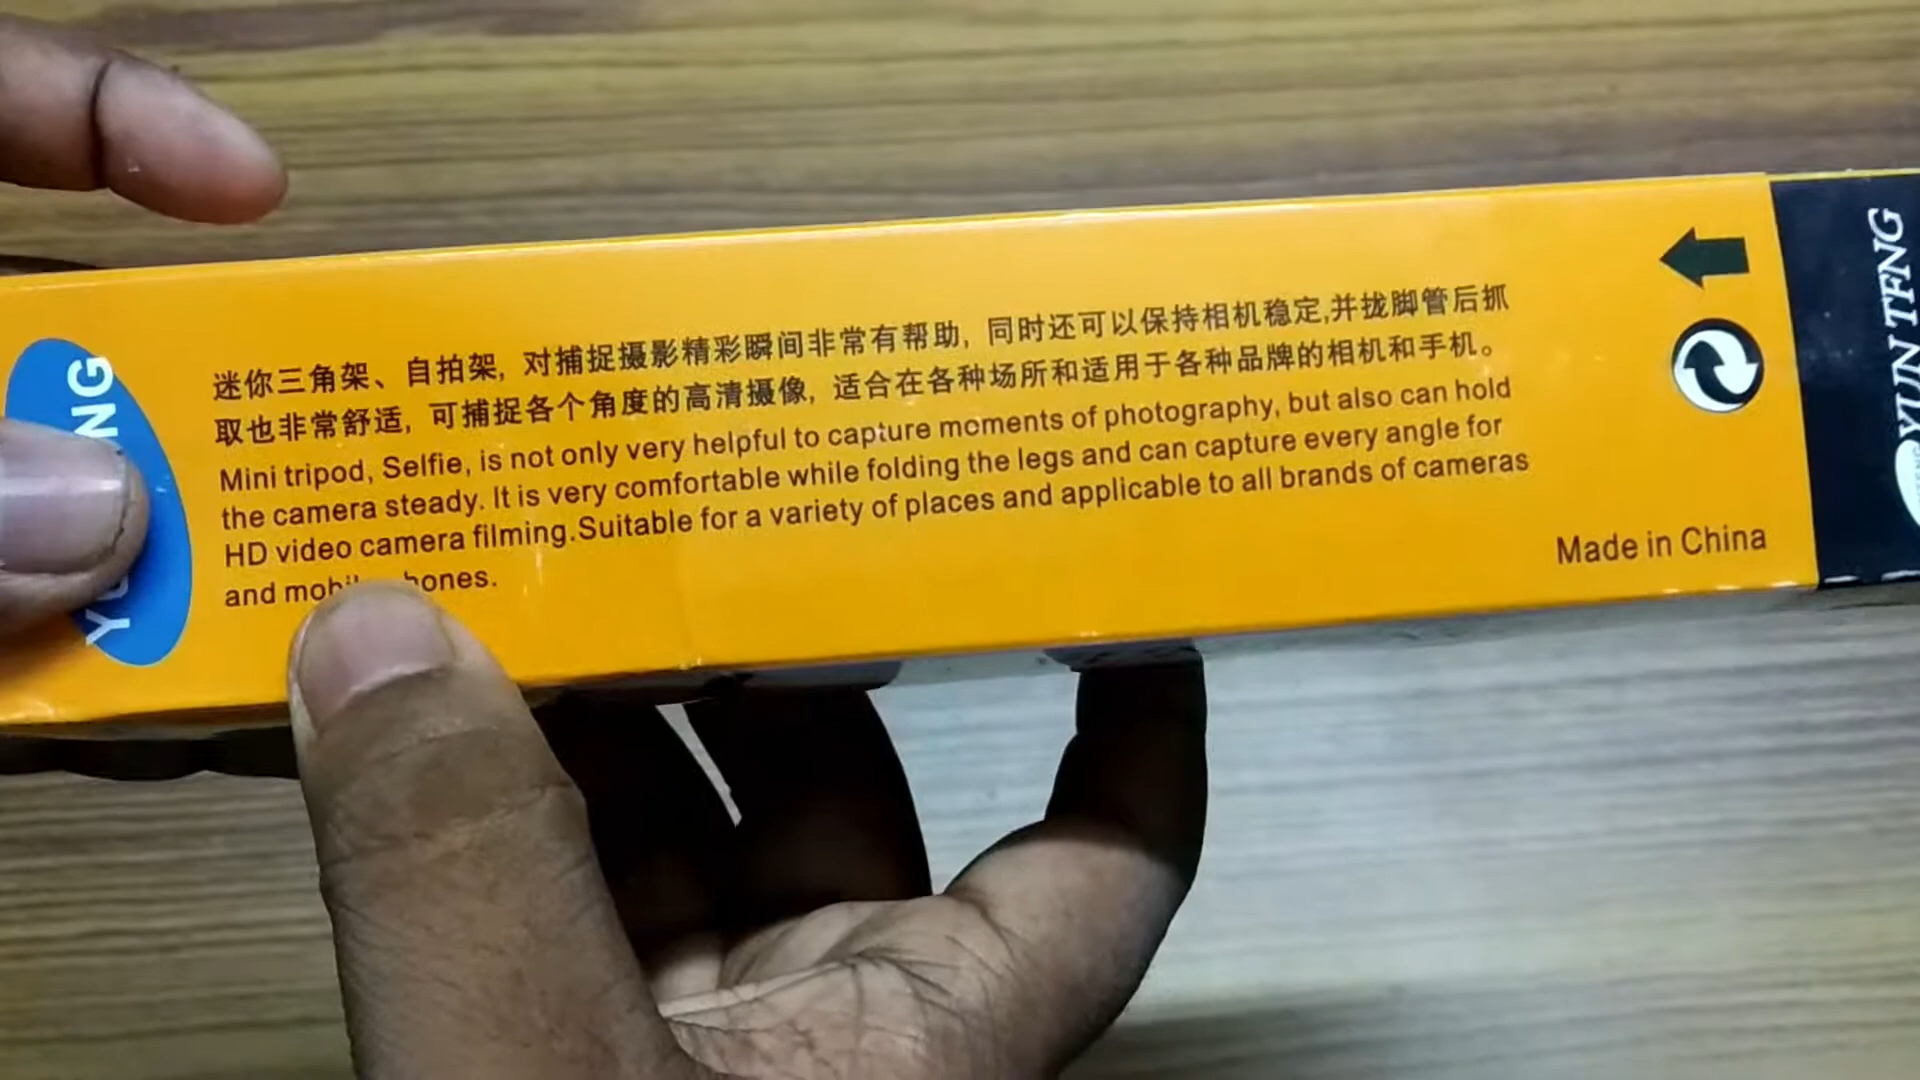 迷你三角架、自拍架, 对捕捉摄影精彩瞬间非常有帮助, 同时还可以保持相机稳定,并拢脚管后抓
取也非常舒适, 可捕捉各个角度的高清摄像, 适合在各种场所和适用于各种品牌的相机和手机。
Mini tripod, Selfie, is not only very helpful to capture moments of photography, but also can hold
the camera steady. It is very comfortable while folding the legs and can capture every angle for
HD video camera filming.Suitable for a variety of places and applicable to all brands of cameras
and
Made in China
YUN TENG